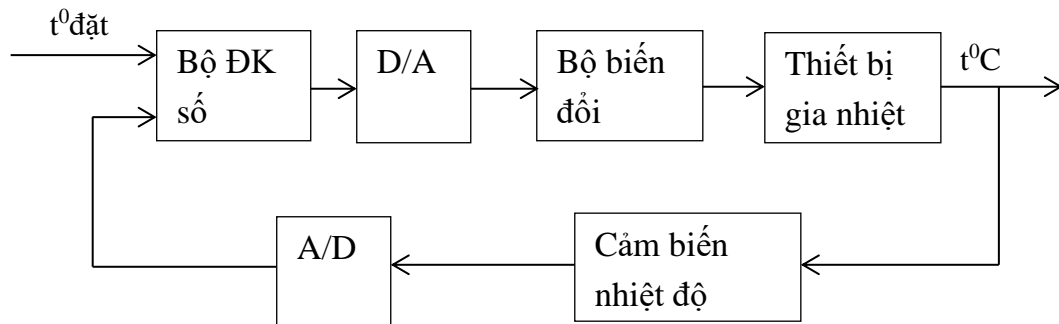 t⁰đặt
Bộ ĐK
số
D/A
Bộ biến
đổi
Thiết bị
gia nhiệt
t⁰C
A/D
Cảm biến
nhiệt độ